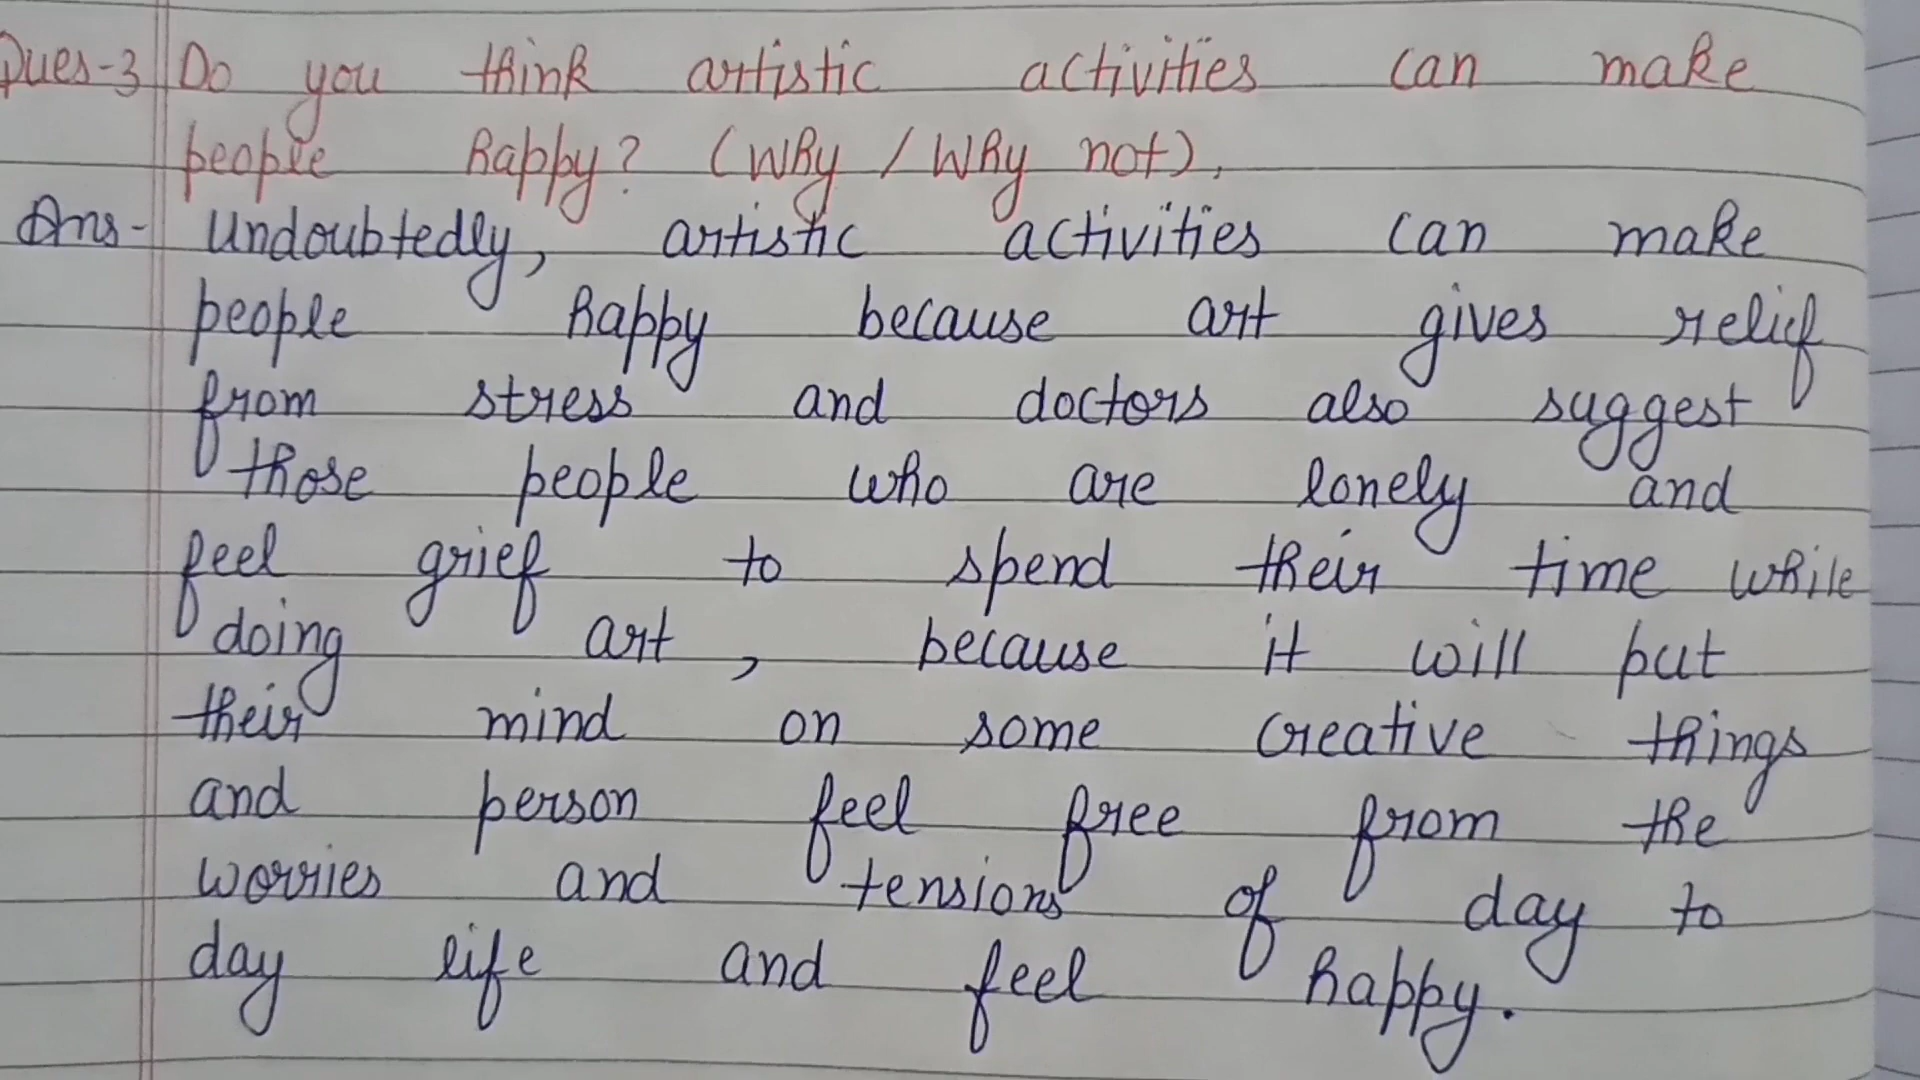 Ques-3 Do you think artistic activities can make
people happy? (Why / Why not).
Ans- Undoubtedly, artistic activities can make
people happy because art gives relief
from stress and doctors also suggest
those people who are lonely and
feel grief to spend their time while
doing art, because it will put
their mind on some creative things
and person feel free from the
worries and tensions of day to
day life and feel happy.